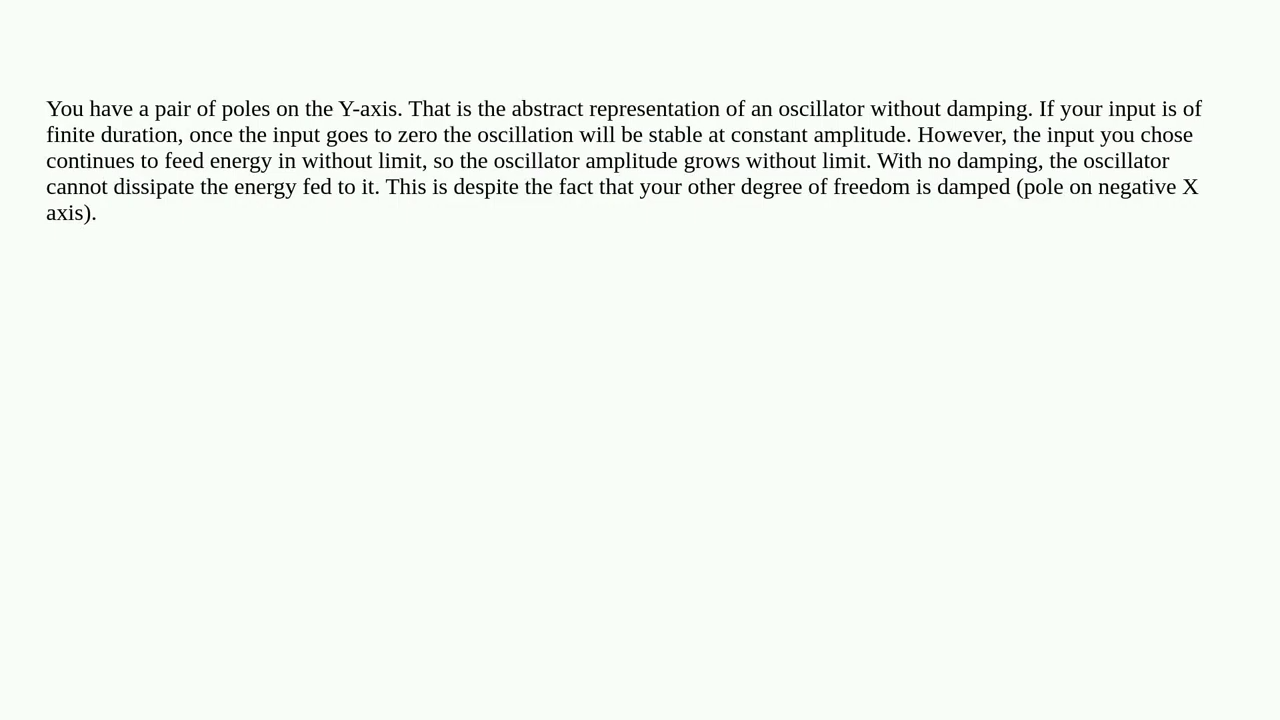 You have a pair of poles on the Y-axis. That is the abstract representation of an oscillator without damping. If your input is of
finite duration, once the input goes to zero the oscillation will be stable at constant amplitude. However, the input you chose
continues to feed energy in without limit, so the oscillator amplitude grows without limit. With no damping, the oscillator
cannot dissipate the energy fed to it. This is despite the fact that your other degree of freedom is damped (pole on negative X
axis).